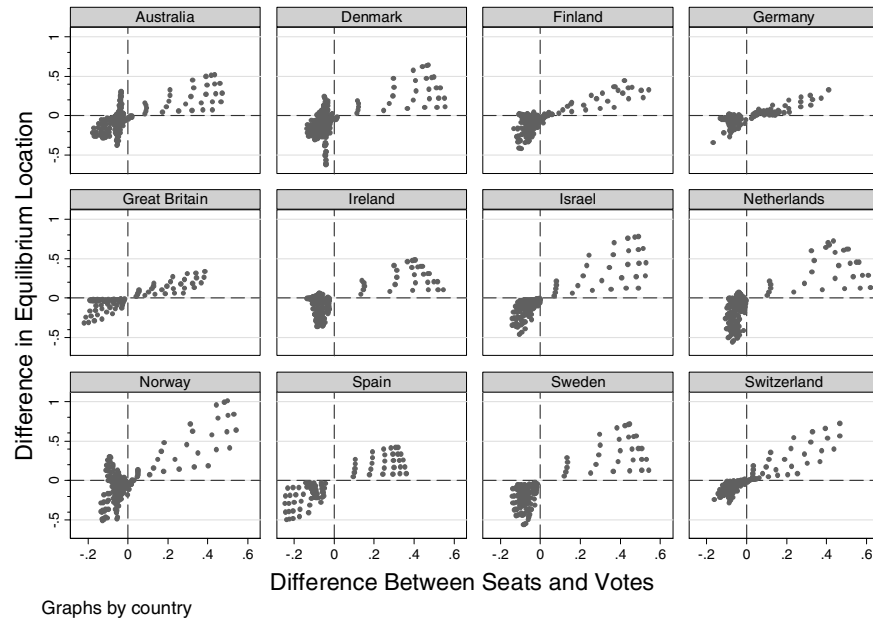 Australia Denmark Finland Germany
1
.5
0
-.5
Great Britain Ireland Israel Netherlands
1
.5
0
-.5
Norway Spain Sweden Switzerland
1
.5
0
-.5
-.2 0 .2 .4 .6 -.2 0 .2 .4 .6 -.2 0 .2 .4 .6 -.2 0 .2 .4 .6
Difference in Equilibrium Location
Difference Between Seats and Votes
Graphs by country